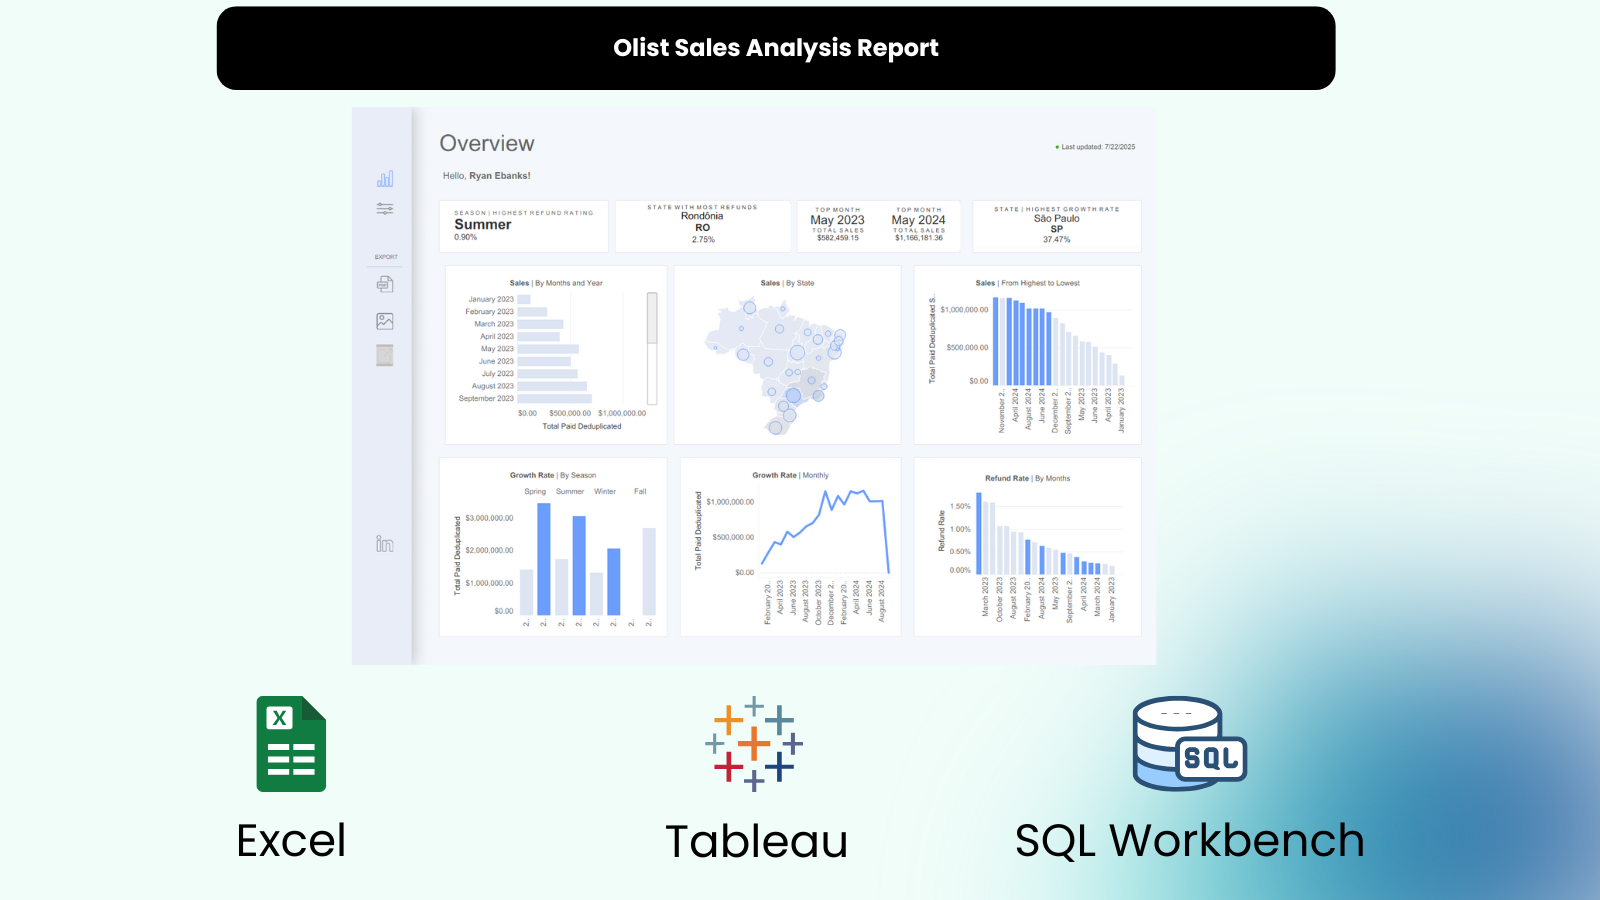 Olist Sales Analysis Report
Overview
Last updated: 7/22/2025
Hello, Ryan Ebanks!
SEASON | HIGHEST REFUND RATING
Summer
0.90%
STATE WITH MOST REFUNDS
Rondônia
RO
2.75%
TOP MONTH
May 2023
TOTAL SALES
$582,459.15
TOP MONTH
May 2024
TOTAL SALES
$1,166,181.36
STATE | HIGHEST GROWTH RATE
São Paulo
SP
37.47%
EXPORT
PDF
Sales | By Months and Year
January 2023
February 2023
March 2023
April 2023
May 2023
June 2023
July 2023
August 2023
September 2023
$0.00 $500,000.00 $1,000,000.00
Total Paid Deduplicated
Sales | By State
Sales | From Highest to Lowest
Total Paid Deduplicated S..
$1,000,000.00
$500,000.00
$0.00
November 2..
April 2024
August 2024
June 2024
December 2..
September 2..
May 2023
June 2023
April 2023
January 2023
Growth Rate | By Season
Spring Summer Winter Fall
Total Paid Deduplicated
$3,000,000.00
$2,000,000.00
$1,000,000.00
$0.00
2..
2..
2..
2..
2..
2..
2..
2..
Growth Rate | Monthly
Total Paid Deduplicated
$1,000,000.00
$500,000.00
$0.00
February 20..
April 2023
June 2023
August 2023
October 2023
December 2..
February 20..
April 2024
June 2024
August 2024
Refund Rate | By Months
Refund Rate
1.50%
1.00%
0.50%
0.00%
March 2023
October 2023
August 2023
February 20..
August 2024
May 2023
September 2..
April 2024
March 2024
January 2023
in
X
SQL
Excel
Tableau
SQL Workbench